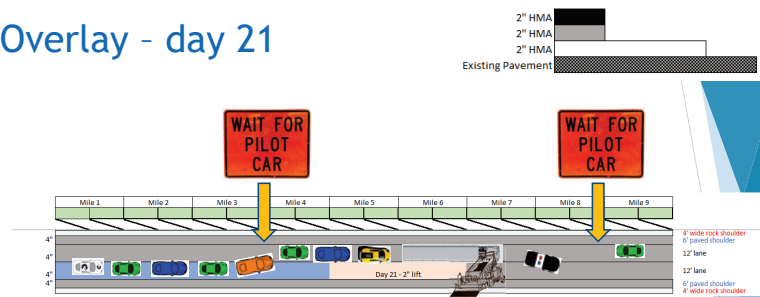 Overlay – day 21
2" HMA
2" HMA
2" HMA
Existing Pavement
WAIT FOR
PILOT
CAR
WAIT FOR
PILOT
CAR
Mile 1
Mile 2
Mile 3
Mile 4
Mile 5
Mile 6
Mile 7
Mile 8
Mile 9
4"
4"
4"
4"
Day 21 - 2" lift
4' wide rock shoulder
6' paved shoulder
12' lane
12' lane
6' paved shoulder
4' wide rock shoulder